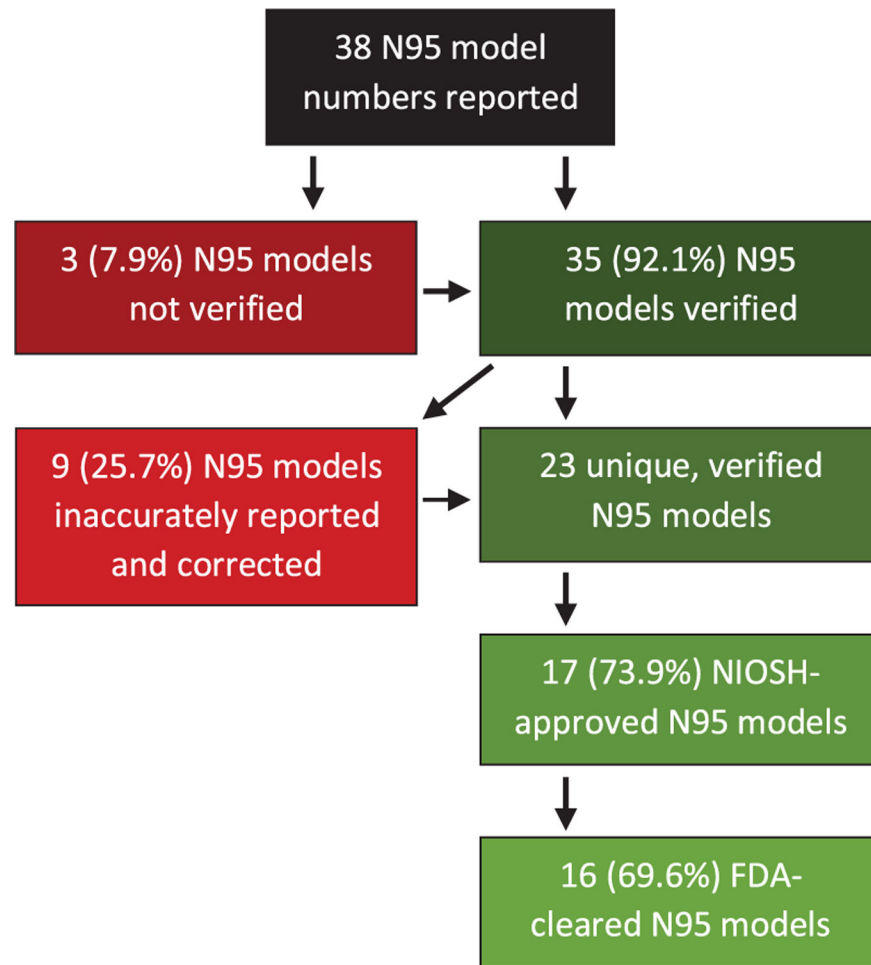 38 N95 model
numbers reported
3 (7.9%) N95 models
not verified
35 (92.1%) N95
models verified
9 (25.7%) N95 models
inaccurately reported
and corrected
23 unique, verified
N95 models
17 (73.9%) NIOSH-
approved N95 models
16 (69.6%) FDA-
cleared N95 models